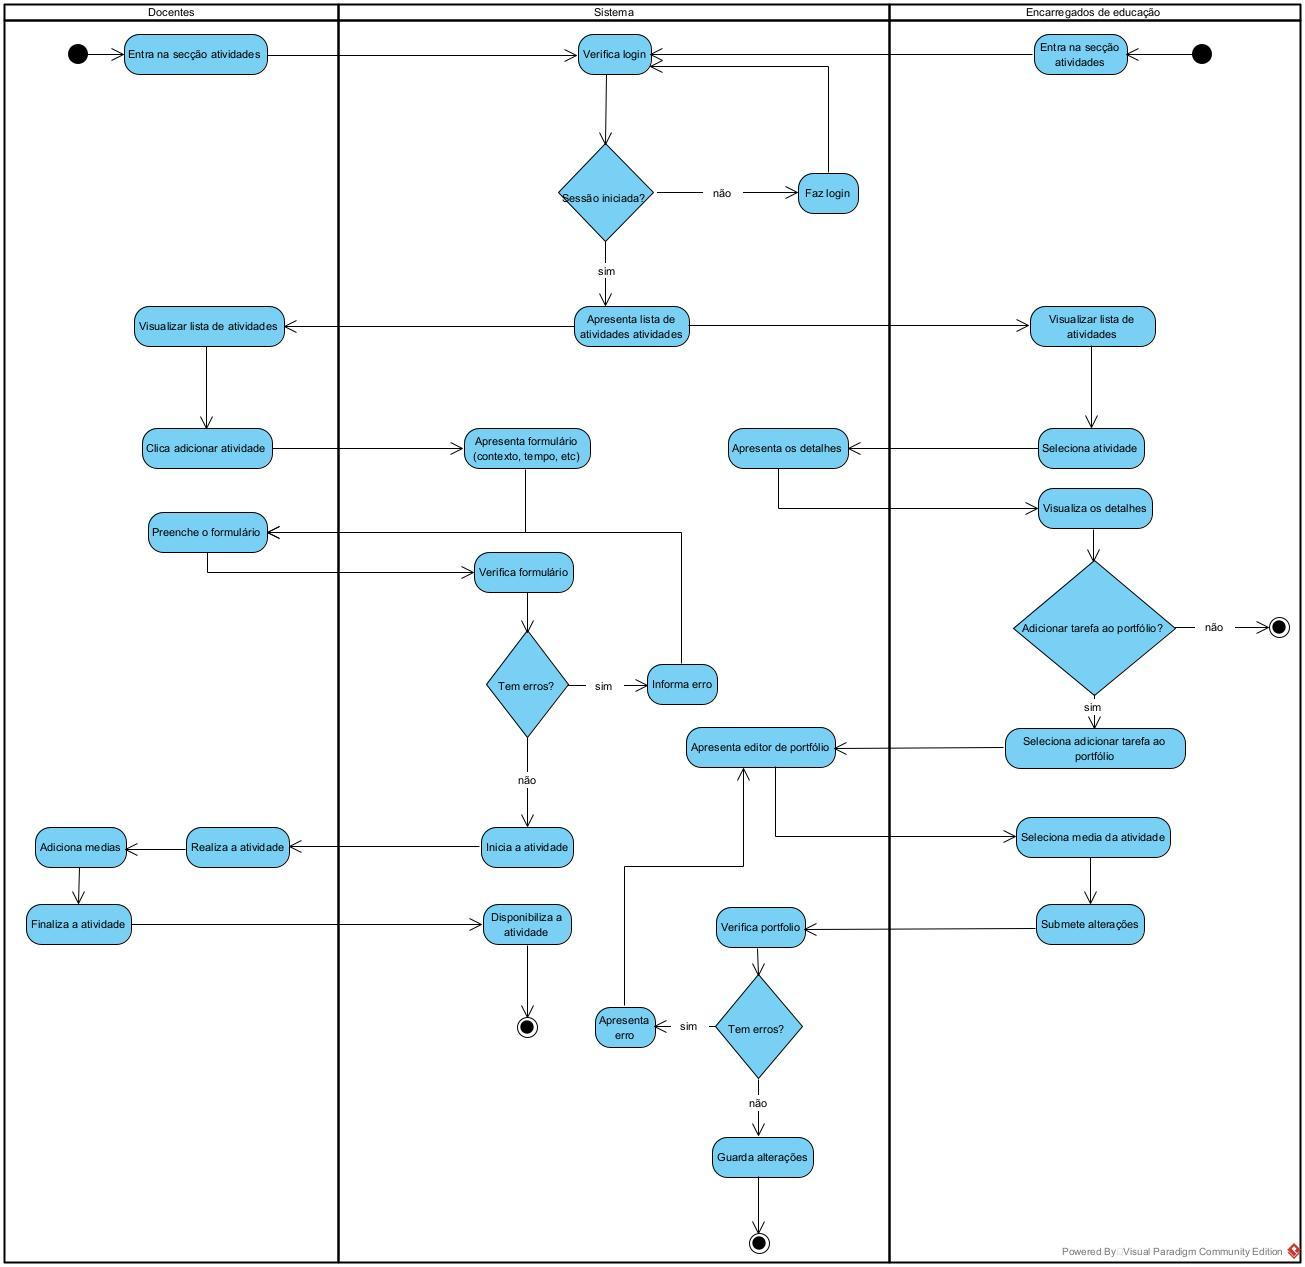 Docentes
Sistema
Encarregados de educação
Entra na secção atividades
Verifica login
Entra na secção
atividades
Sessão iniciada?
não
Faz login
sim
Visualizar lista de atividades
Apresenta lista de
atividades atividades
Visualizar lista de
atividades
Clica adicionar atividade
Apresenta formulário
(contexto, tempo, etc)
Apresenta os detalhes
Seleciona atividade
Visualiza os detalhes
Preenche o formulário
Verifica formulário
Adicionar tarefa ao portfólio?
não
Tem erros?
sim
Informa erro
sim
Apresenta editor de portfólio
Seleciona adicionar tarefa ao
portfólio
não
Adiciona medias
Realiza a atividade
Inicia a atividade
Seleciona media da atividade
Finaliza a atividade
Disponibiliza a
atividade
Verifica portfolio
Submete alterações
Apresenta
erro
sim
Tem erros?
não
Guarda alterações
Powered By Visual Paradigm Community Edition